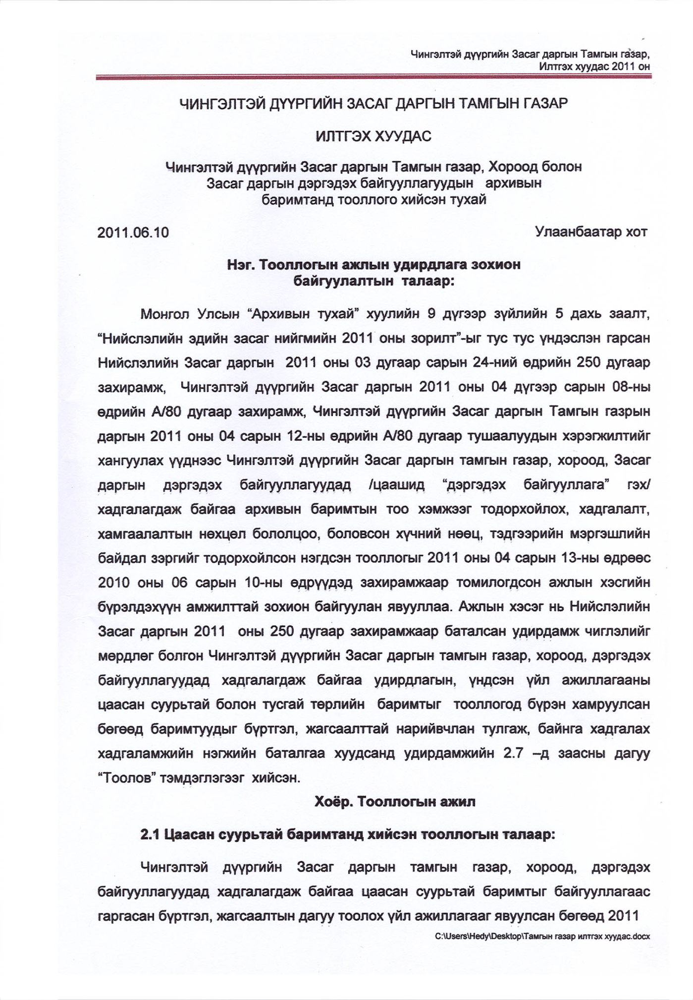 Чингэлтэй дүүргийн Засаг даргын Тамгын газар,
Илтгэх хуудас 2011 он
ЧИНГЭЛТЭЙ ДҮҮРГИЙН ЗАСАГ ДАРГЫН ТАМГЫН ГАЗАР
ИЛТГЭХ ХУУДАС
Чингэлтэй дүүргийн Засаг даргын Тамгын газар, Хороод болон
Засаг даргын дэргэдэх байгууллагуудын архивын
баримтанд тооллого хийсэн тухай
2011.06.10 Улаанбаатар хот
Нэг. Тооллогын ажлын удирдлага зохион
байгуулалтын талаар:
Монгол Улсын “Архивын тухай” хуулийн 9 дүгээр зүйлийн 5 дахь заалт,
“Нийслэлийн эдийн засаг нийгмийн 2011 оны зорилт”-ыг тус тус үндэслэн гарсан
Нийслэлийн Засаг даргын 2011 оны 03 дугаар сарын 24-ний өдрийн 250 дугаар
захирамж, Чингэлтэй дүүргийн Засаг даргын 2011 оны 04 дүгээр сарын 08-ны
өдрийн А/80 дугаар захирамж, Чингэлтэй дүүргийн Засаг даргын Тамгын газрын
даргын 2011 оны 04 сарын 12-ны өдрийн А/80 дугаар тушаалуудын хэрэгжилтийг
хангуулах үүднээс Чингэлтэй дүүргийн Засаг даргын тамгын газар, хороод, Засаг
даргын дэргэдэх байгууллагуудад /цаашид “дэргэдэх байгууллага” гэх/
хадгалагдаж байгаа архивын баримтын тоо хэмжээг тодорхойлох, хадгалалт,
хамгаалалтын нөхцөл бололцоо, боловсон хүчний нөөц, тэдгээрийн мэргэшлийн
байдал зэргийг тодорхойлсон нэгдсэн тооллогыг 2011 оны 04 сарын 13-ны өдрөөс
2010 оны 06 сарын 10-ны өдрүүдэд захирамжаар томилогдсон ажлын хэсгийн
бүрэлдэхүүн амжилттай зохион байгуулан явууллаа. Ажлын хэсэг нь Нийслэлийн
Засаг даргын 2011 оны 250 дугаар захирамжаар баталсан удирдамж чиглэлийг
мөрдлөг болгон Чингэлтэй дүүргийн Засаг даргын тамгын газар, хороод, дэргэдэх
байгууллагуудад хадгалагдаж байгаа удирдлагын, үндсэн үйл ажиллагааны
цаасан суурьтай болон тусгай төрлийн баримтыг тооллогод бүрэн хамруулсан
бөгөөд баримтуудыг бүртгэл, жагсаалттай нарийвчлан тулгаж, байнга хадгалах
хадгаламжийн нэгжийн баталгаа хуудсанд удирдамжийн 2.7 –д заасны дагуу
“Тоолов” тэмдэглэгээг хийсэн.
Хоёр. Тооллогын ажил
2.1 Цаасан суурьтай баримтанд хийсэн тооллогын талаар:
Чингэлтэй дүүргийн Засаг даргын тамгын газар, хороод, дэргэдэх
байгууллагуудад хадгалагдаж байгаа цаасан суурьтай баримтыг байгууллагаас
гаргасан бүртгэл, жагсаалтын дагуу тоолох үйл ажиллагааг явуулсан бөгөөд 2011
C:\Users\Hedy\Desktop\Тамгын газар илтгэх хуудас.docx